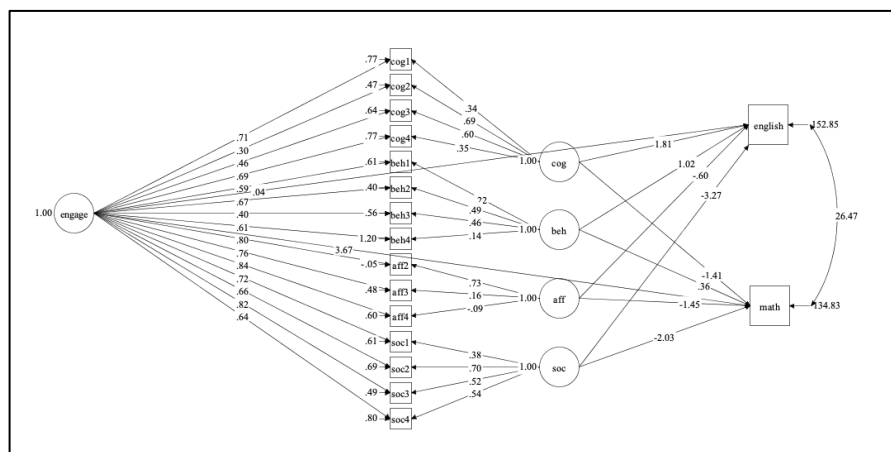 1.00 engage
.71
.30
.46
.69
.59
.04
.67
.40
.61
.80
3.67
.76
.84
.72
.66
.82
.64
.77 cog1
.47 cog2
.64 cog3
.77 cog4
.61 beh1
.40 beh2
.56 beh3
1.20 beh4
-.05 aff2
.48 aff3
.60 aff4
.61 soc1
.69 soc2
.49 soc3
.80 soc4
.34
.69
.60
.35
.72
.49
.46
.14
.73
.16
-.09
.38
.70
.52
.54
1.00 cog
1.00 beh
1.00 aff
1.00 soc
1.81
1.02
-.60
-3.27
-1.41
.36
-1.45
-2.03
english 152.85
26.47
math 134.83